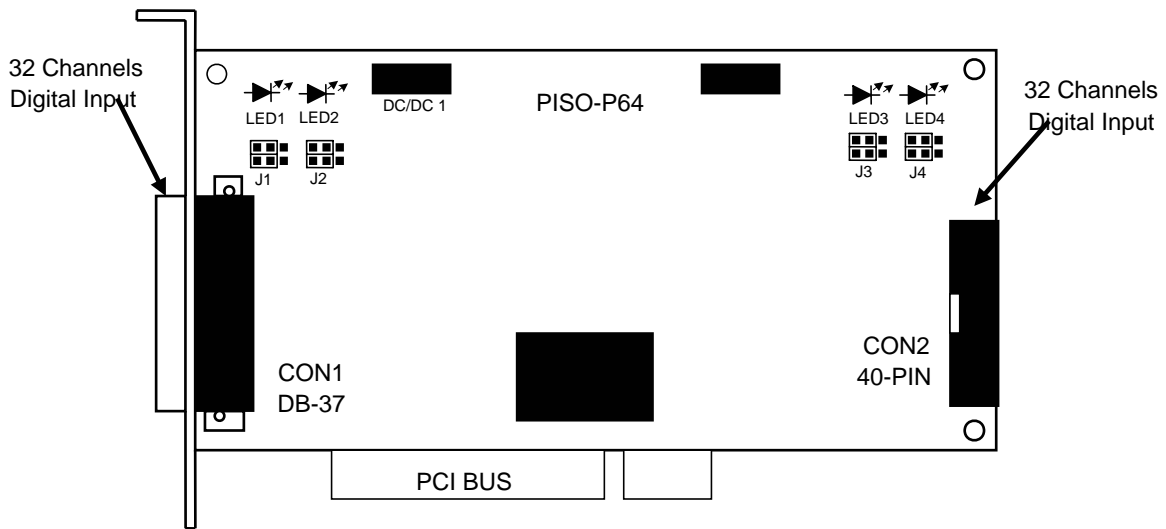 32 Channels
Digital Input
LED1
LED2
DC/DC 1
PISO-P64
LED3
LED4
32 Channels
Digital Input
J1
J2
J3
J4
CON1
DB-37
CON2
40-PIN
PCI BUS